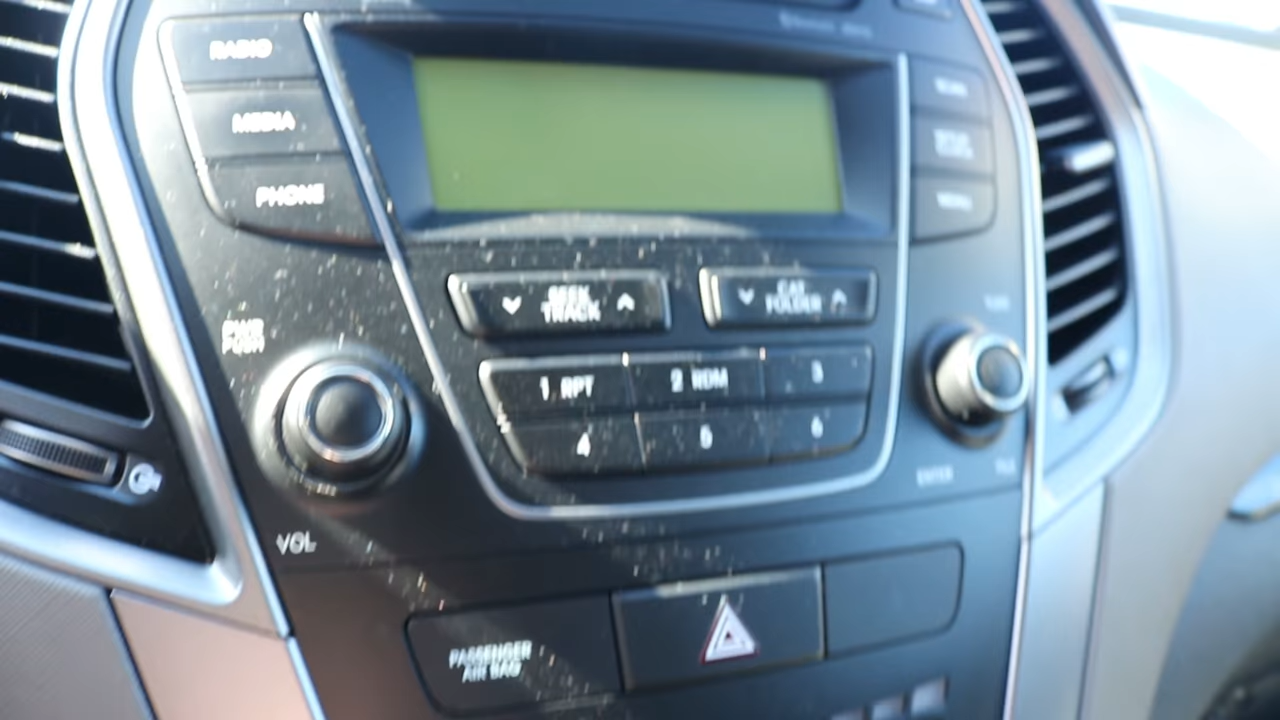 RADIO
MEDIA
PHONE
SEEK
TRACK
CAT
FOLDER
PWR
PUSH
1 RPT
2 RDM
3
4
5
6
VOL
ENTER
PASSENGER
AIR BAG